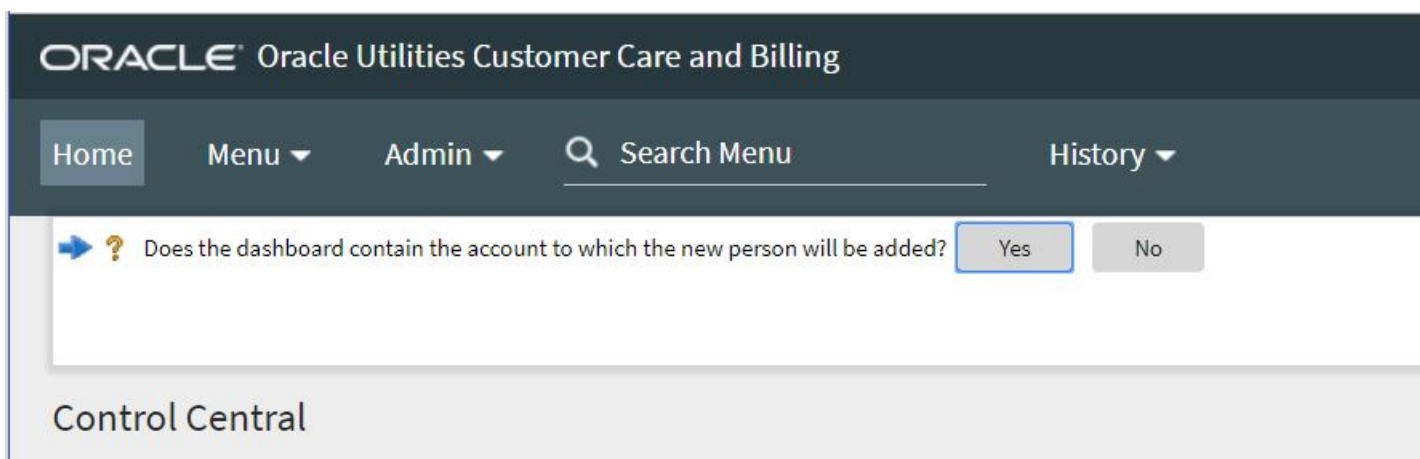 ORACLE Oracle Utilities Customer Care and Billing
Home Menu Admin Search Menu History
Does the dashboard contain the account to which the new person will be added? Yes No
Control Central